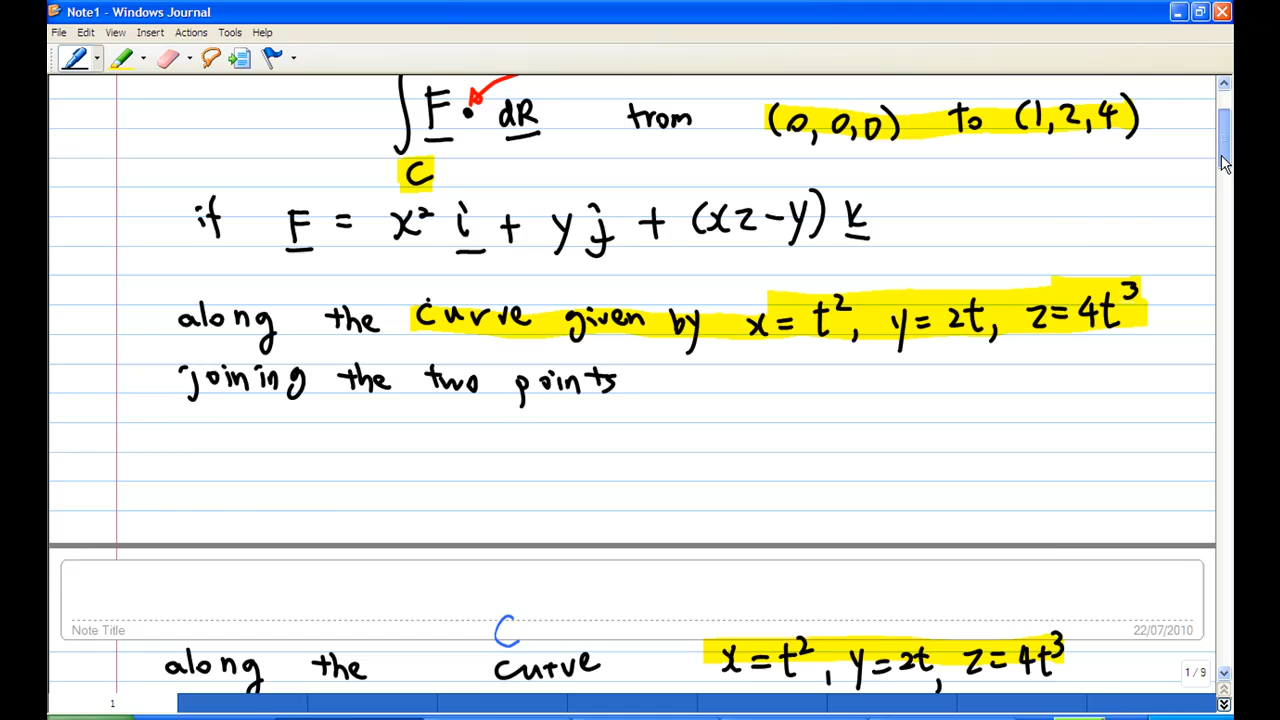 Note1 - Windows Journal
File Edit View Insert Actions Tools Help
∫ F • dR from (0, 0, 0) to (1, 2, 4)
C
if F = x² i + y j + (xz - y) k
along the curve given by x = t², y = 2t, z = 4t³
joining the two points
C
Note Title 22/07/2010
along the curve x = t², y = 2t, z = 4t³
1 / 9
1